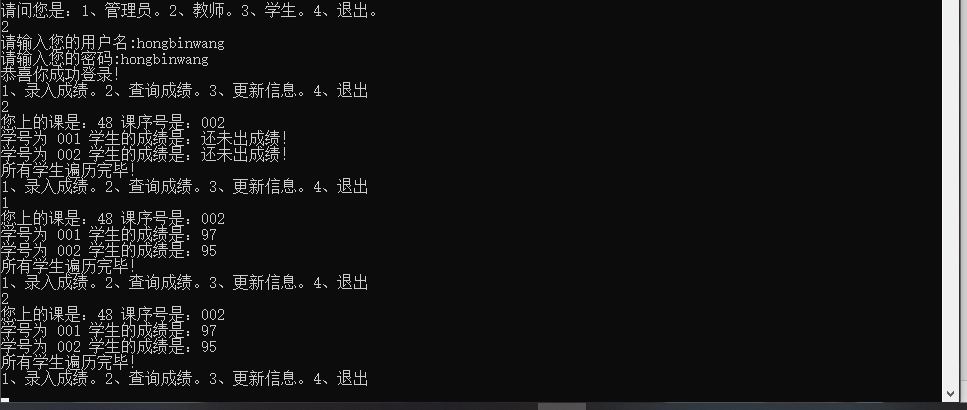 请问您是：1、管理员。2、教师。3、学生。4、退出。
2
请输入您的用户名:hongbinwang
请输入您的密码:hongbinwang
恭喜你成功登录!
1、录入成绩。2、查询成绩。3、更新信息。4、退出
2
您上的课是：48 课序号是：002
学号为 001 学生的成绩是：还未出成绩!
学号为 002 学生的成绩是：还未出成绩!
所有学生遍历完毕!
1、录入成绩。2、查询成绩。3、更新信息。4、退出
1
您上的课是：48 课序号是：002
学号为 001 学生的成绩是：97
学号为 002 学生的成绩是：95
所有学生遍历完毕!
1、录入成绩。2、查询成绩。3、更新信息。4、退出
2
您上的课是：48 课序号是：002
学号为 001 学生的成绩是：97
学号为 002 学生的成绩是：95
所有学生遍历完毕!
1、录入成绩。2、查询成绩。3、更新信息。4、退出